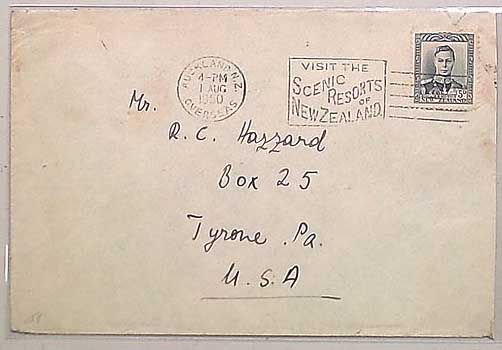 AUCKLAND. N.Z.
4-PM
1 AUG
1950
OVERSEAS
VISIT THE
SCENIC
RESORTS
OF
NEW ZEALAND.
Mr.
R. C. Hazzard
Box 25
Tyrone .Pa.
U.S.A